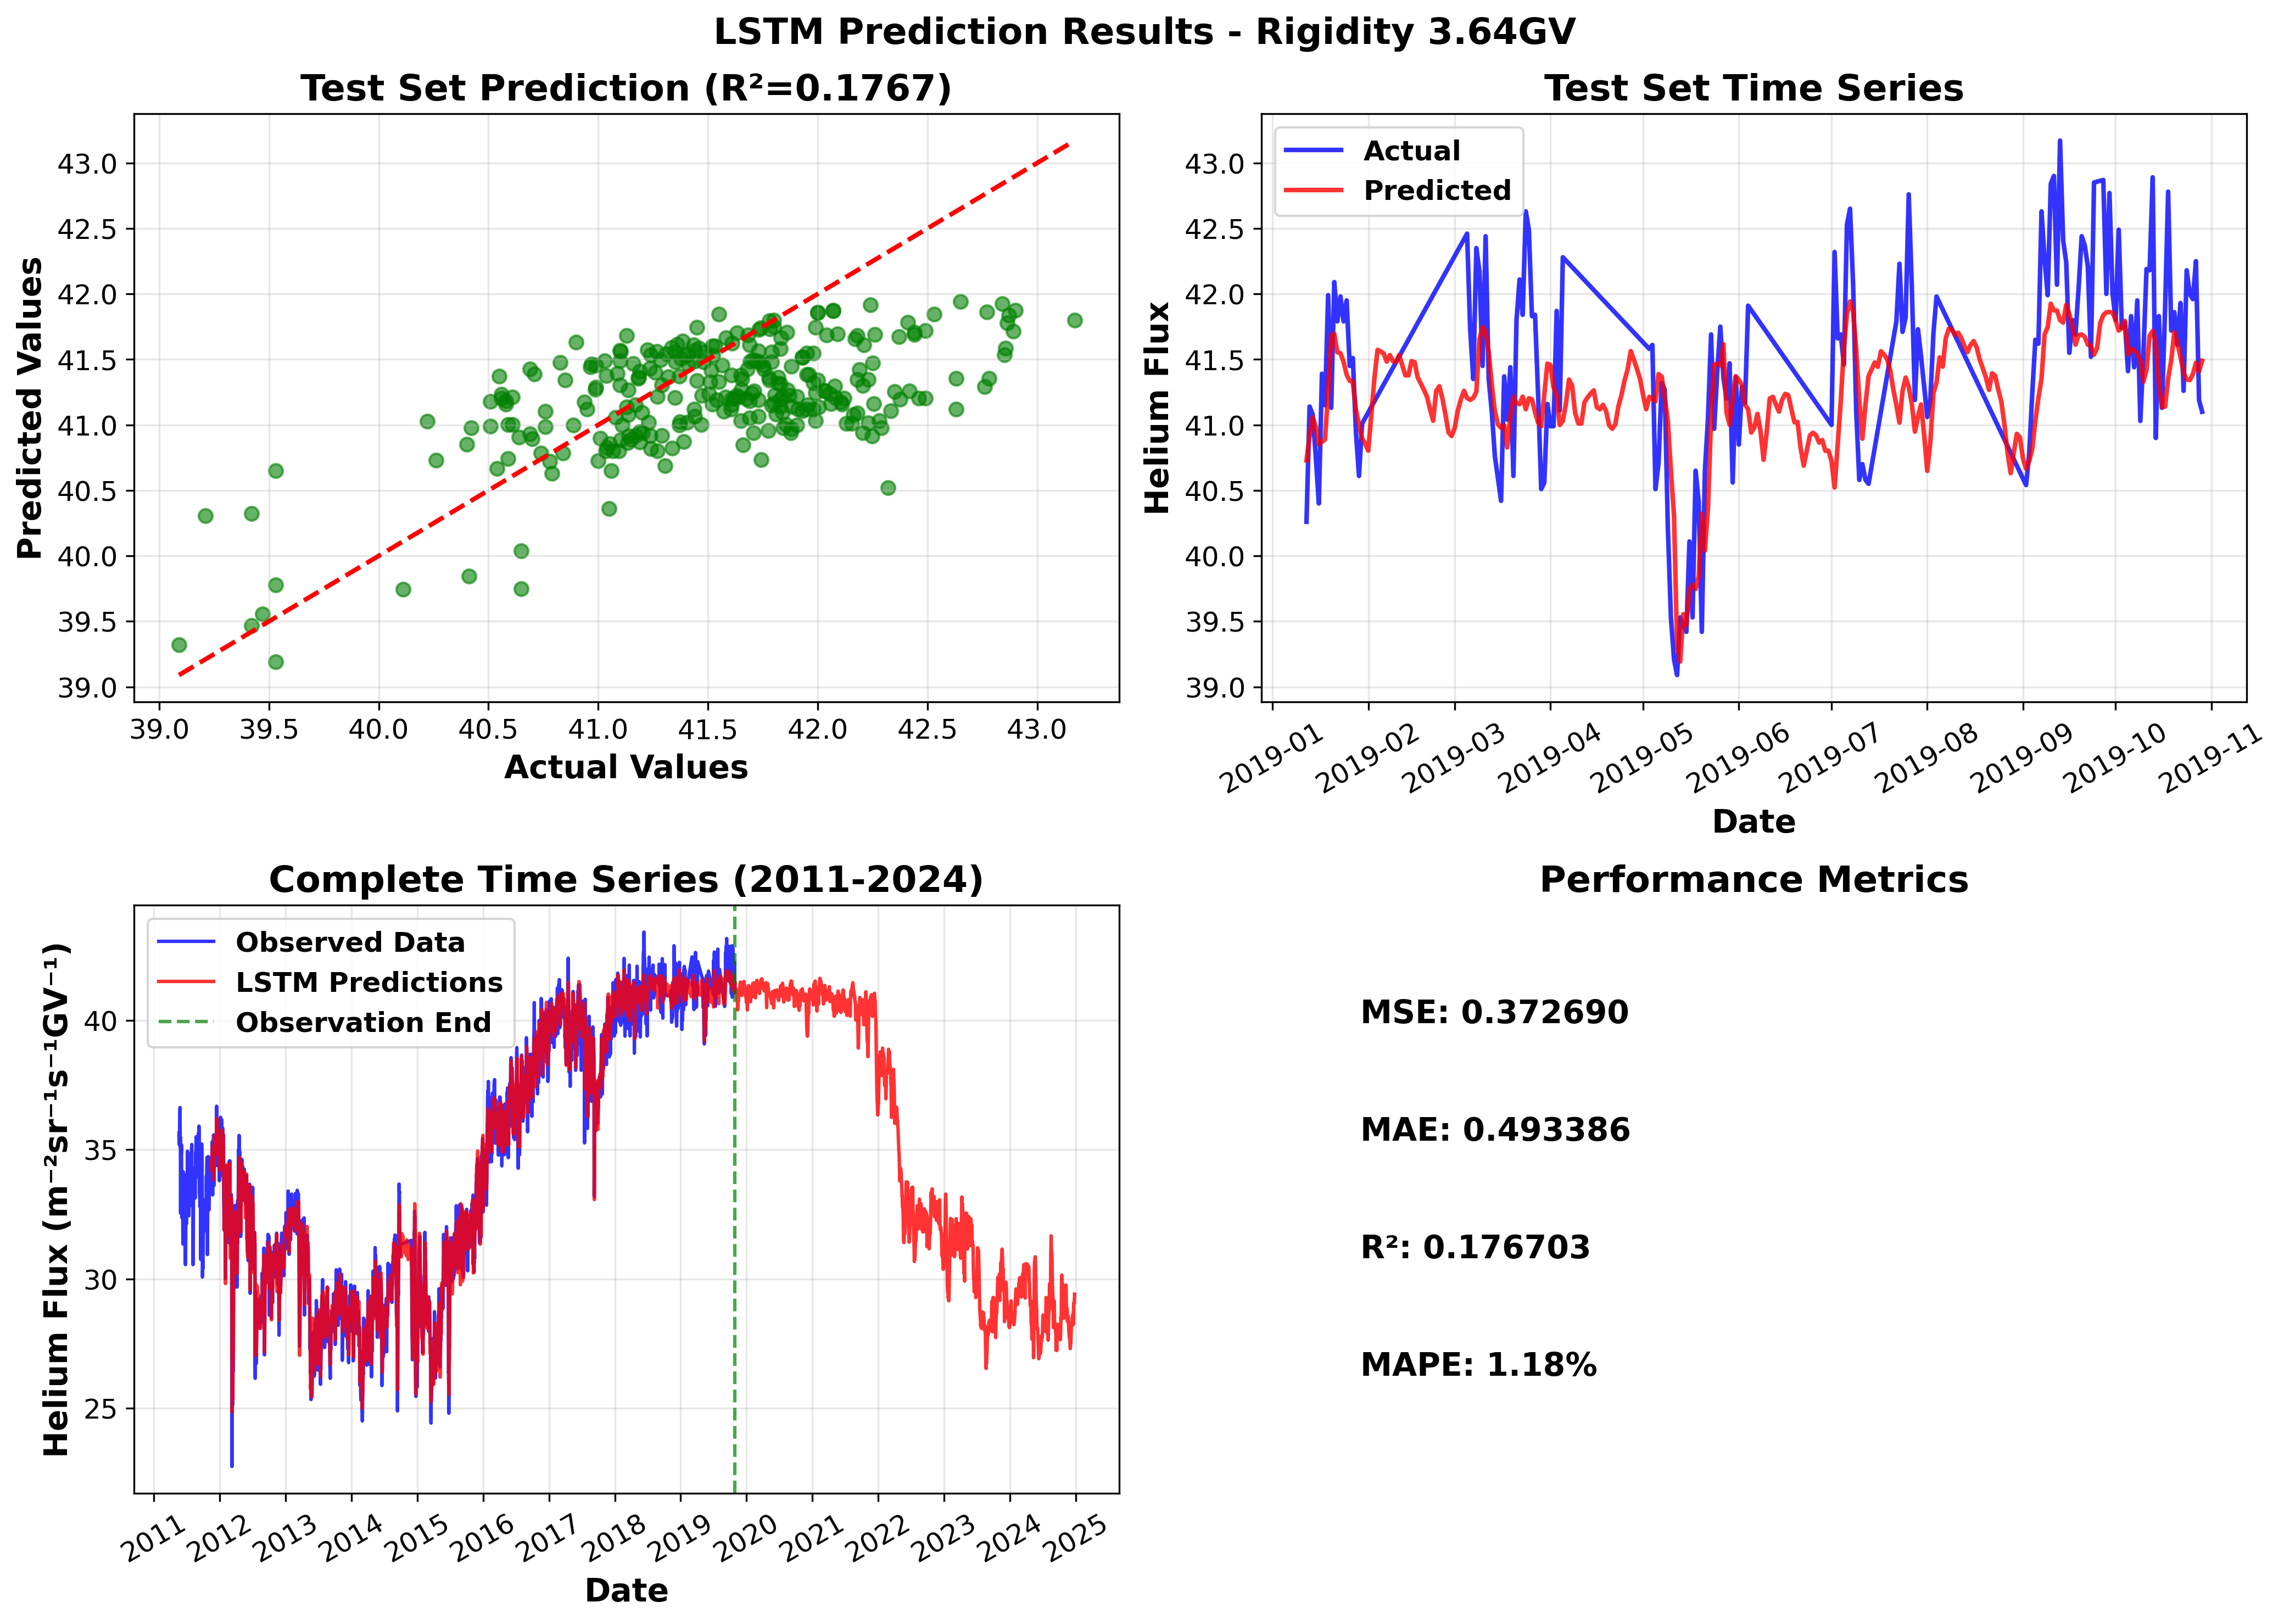 LSTM Prediction Results - Rigidity 3.64GV
Test Set Prediction (R²=0.1767)
Predicted Values
43.0
42.5
42.0
41.5
41.0
40.5
40.0
39.5
39.0
39.0 39.5 40.0 40.5 41.0 41.5 42.0 42.5 43.0
Actual Values
Test Set Time Series
Actual
Predicted
Helium Flux
43.0
42.5
42.0
41.5
41.0
40.5
40.0
39.5
39.0
2019-01 2019-02 2019-03 2019-04 2019-05 2019-06 2019-07 2019-08 2019-09 2019-10 2019-11
Date
Complete Time Series (2011-2024)
Observed Data
LSTM Predictions
Observation End
Helium Flux (m⁻²sr⁻¹s⁻¹GV⁻¹)
40
35
30
25
2011 2012 2013 2014 2015 2016 2017 2018 2019 2020 2021 2022 2023 2024 2025
Date
Performance Metrics
MSE: 0.372690
MAE: 0.493386
R²: 0.176703
MAPE: 1.18%